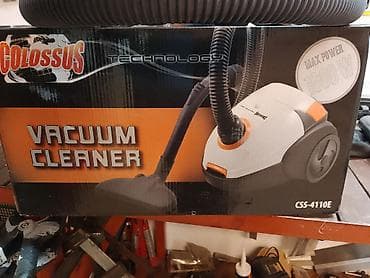 COLOSSUS
TECHNOLOGY
MAX POWER
VACUUM
CLEANER
CSS-4110E